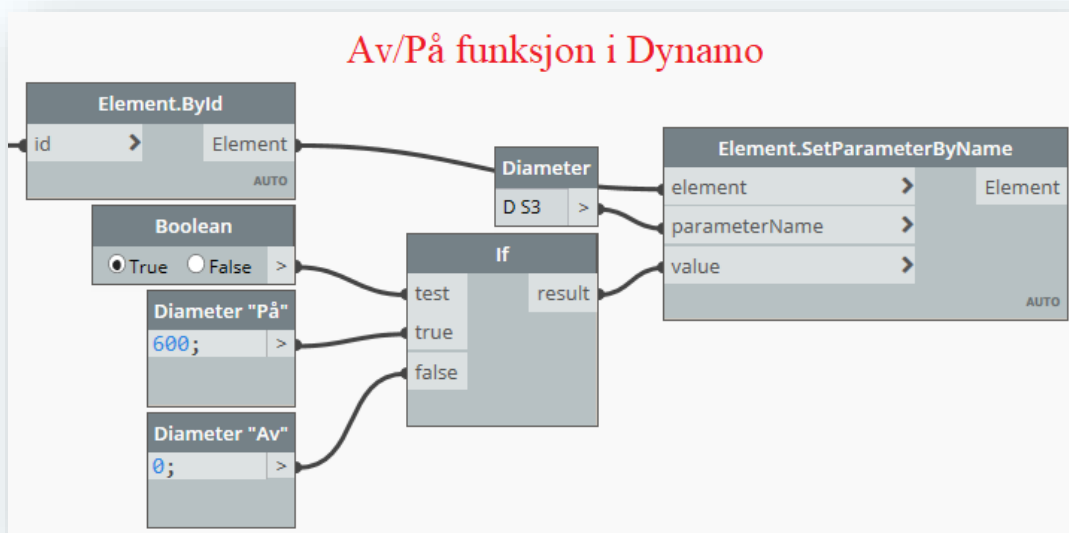 Av/På funksjon i Dynamo
Element.ById
id > Element
AUTO
Boolean
True False >
Diameter "På"
600; >
Diameter "Av"
0; >
Diameter
D S3 >
If
test result
true
false
Element.SetParameterByName
element > Element
parameterName >
value >
AUTO